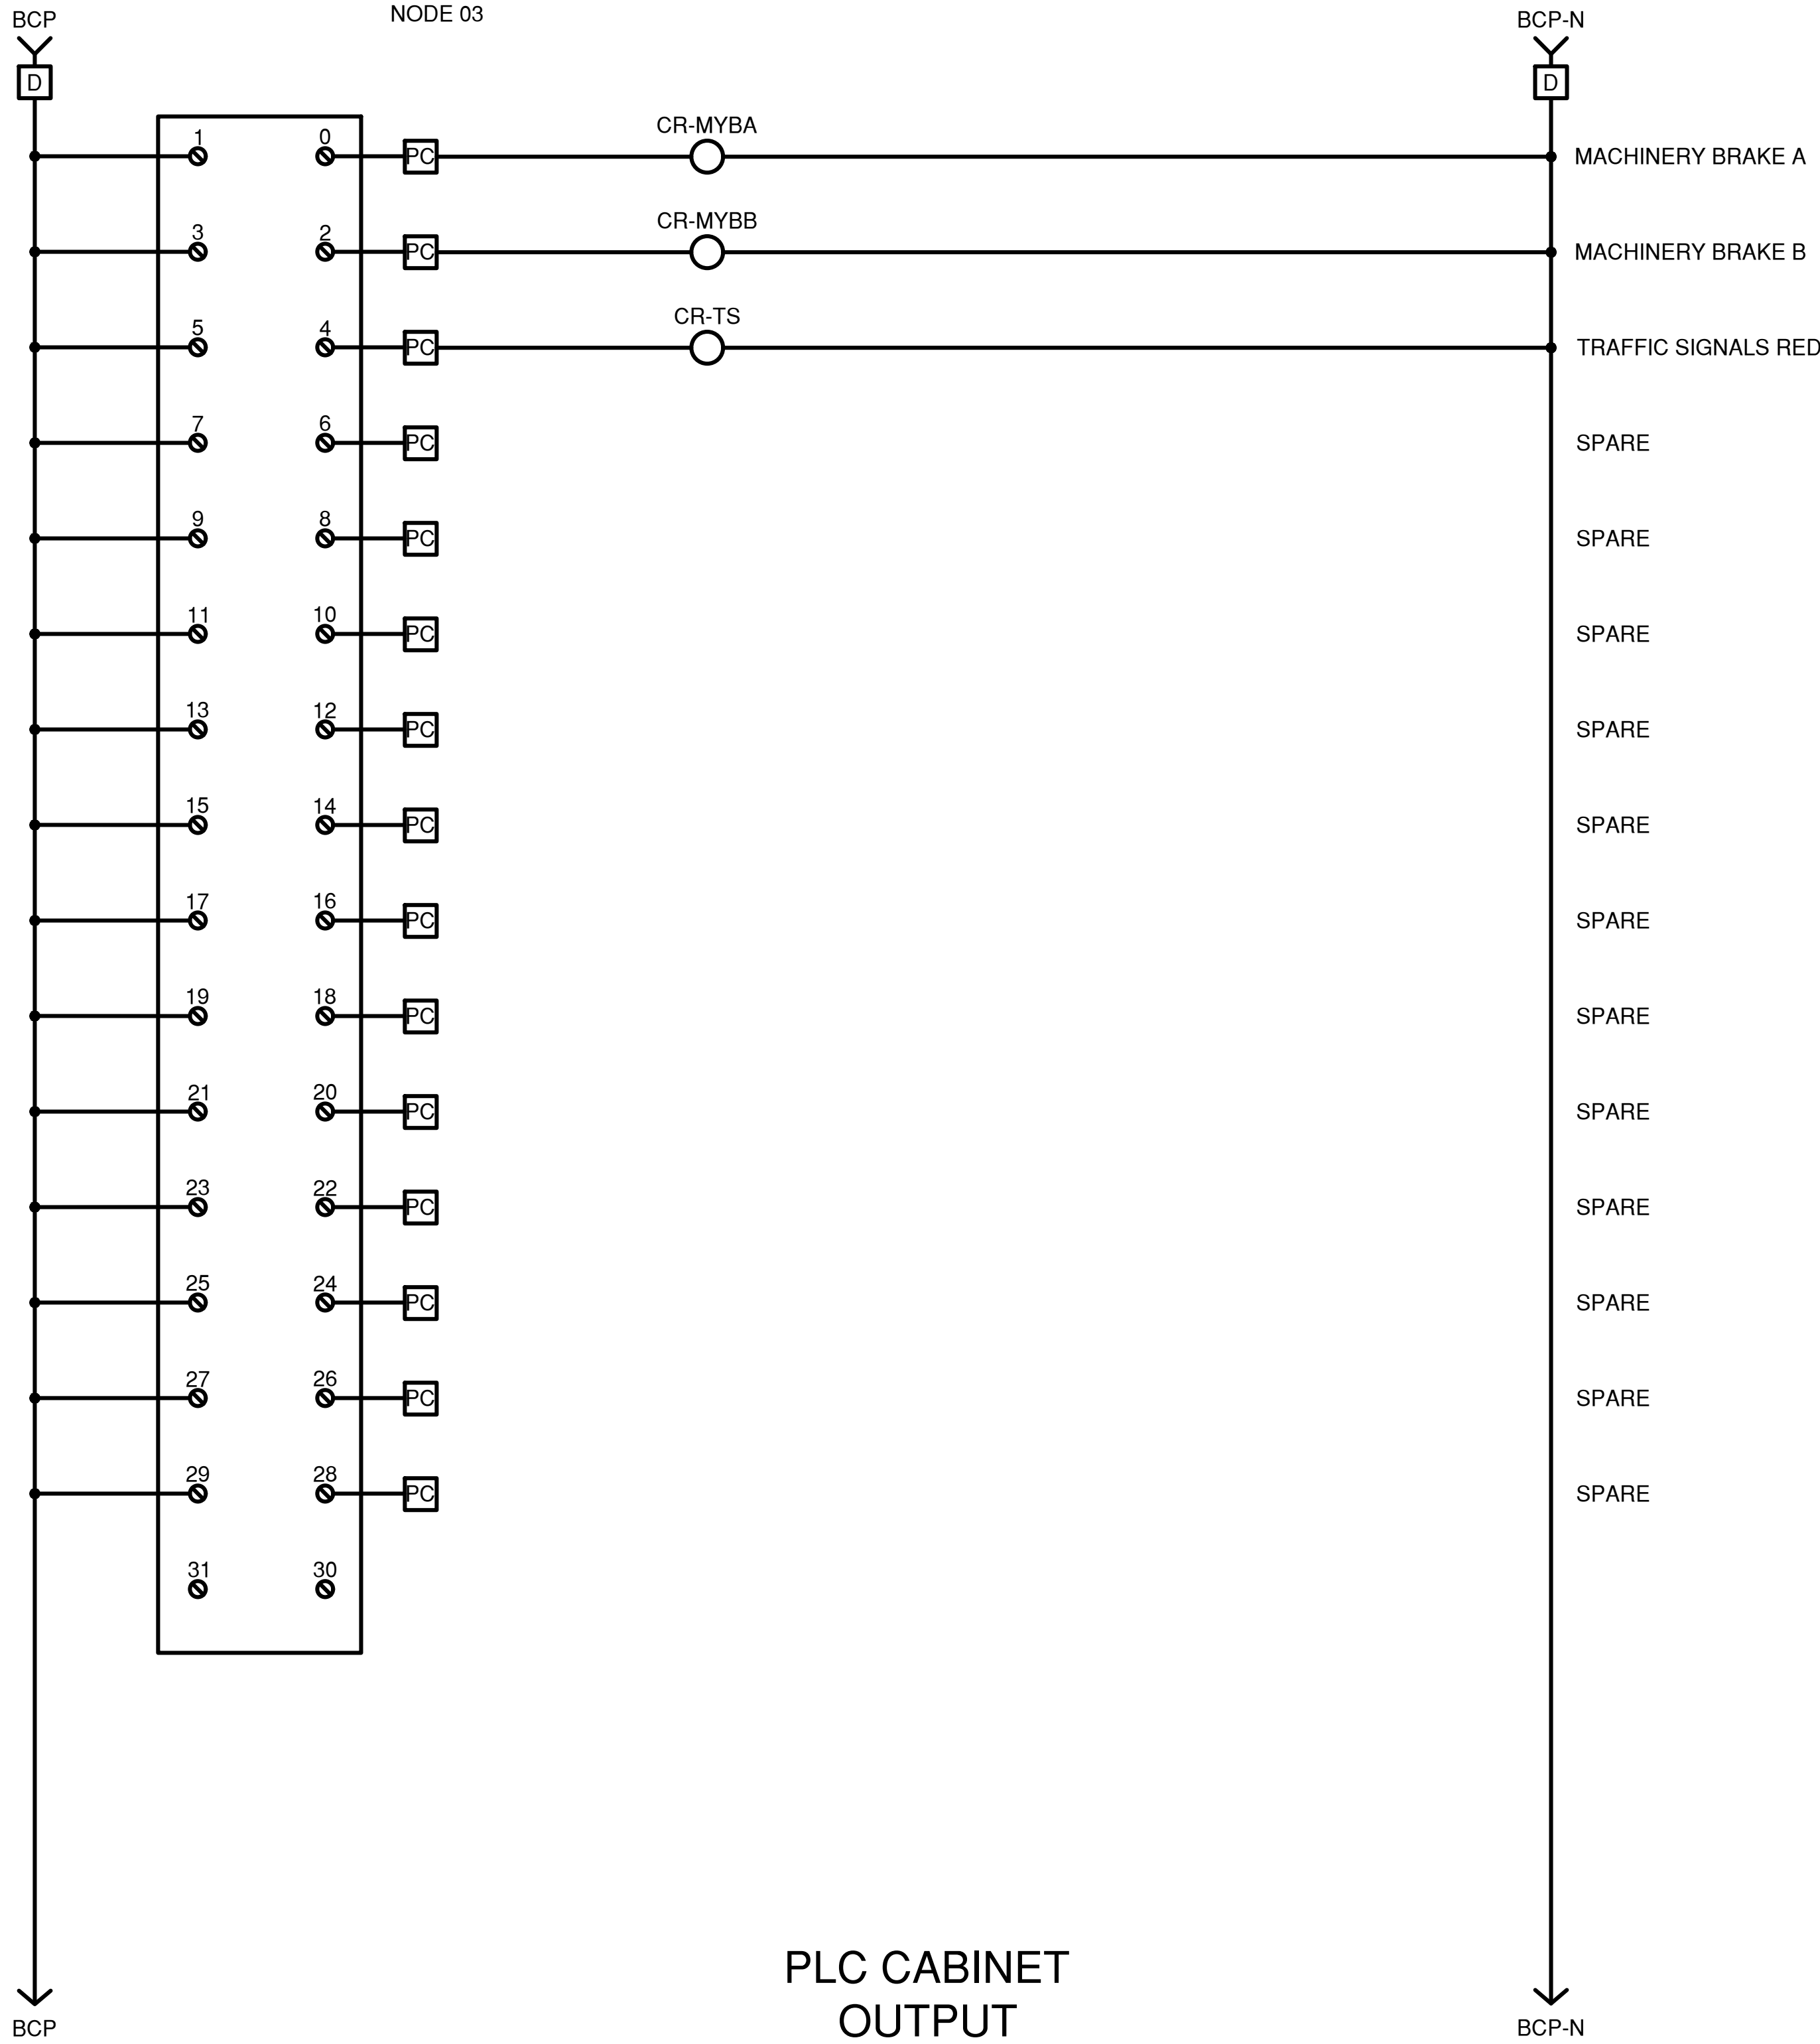 NODE 03
BCP BCP-N
D D
CR-MYBA
1 0 PC MACHINERY BRAKE A
CR-MYBB
3 2 PC MACHINERY BRAKE B
CR-TS
5 4 PC TRAFFIC SIGNALS RED
7 6 PC SPARE
9 8 PC SPARE
11 10 PC SPARE
13 12 PC SPARE
15 14 PC SPARE
17 16 PC SPARE
19 18 PC SPARE
21 20 PC SPARE
23 22 PC SPARE
25 24 PC SPARE
27 26 PC SPARE
29 28 PC SPARE
31 30
PLC CABINET
OUTPUT
BCP BCP-N